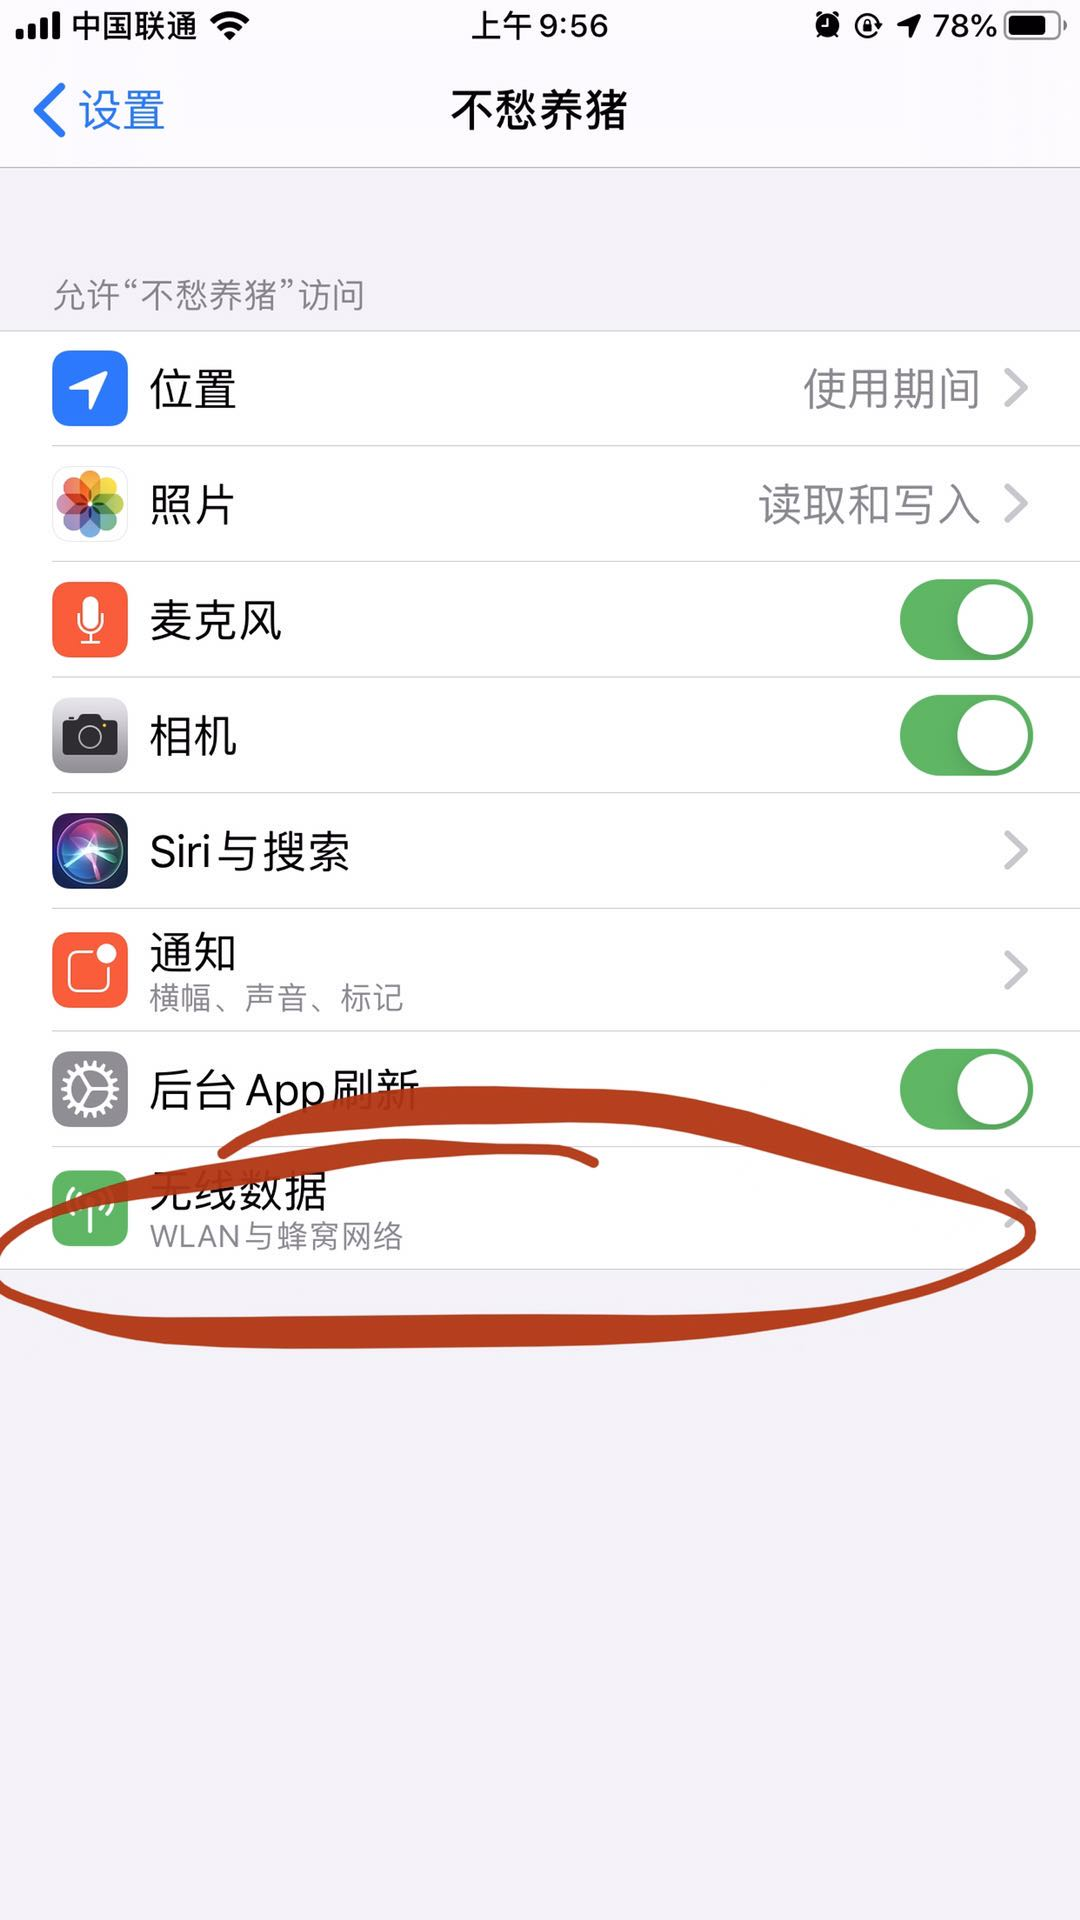 中国联通 上午9:56 78%
设置 不愁养猪
允许“不愁养猪”访问
位置 使用期间
照片 读取和写入
麦克风
相机
Siri与搜索
通知
横幅、声音、标记
后台App刷新
无线数据
WLAN与蜂窝网络